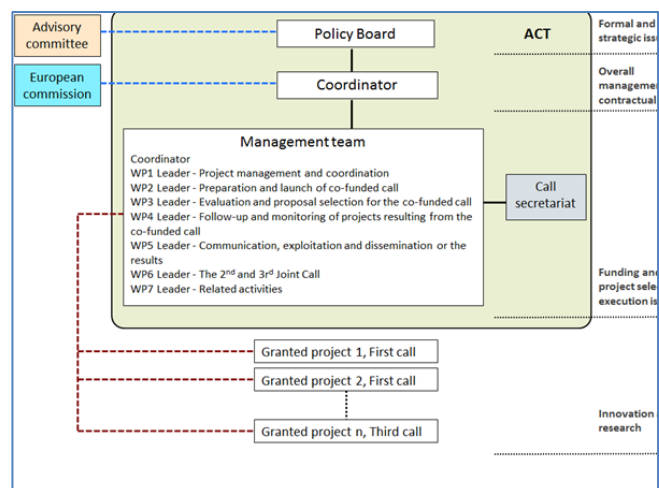 Advisory
committee
Policy Board
ACT
Formal and
strategic issu
European
commission
Coordinator
Overall
managemen
contractual
Management team
Coordinator
WP1 Leader - Project management and coordination
WP2 Leader - Preparation and launch of co-funded call
WP3 Leader - Evaluation and proposal selection for the co-funded call
WP4 Leader - Follow-up and monitoring of projects resulting from the
co-funded call
WP5 Leader - Communication, exploitation and dissemination or the
results
WP6 Leader - The 2nd and 3rd Joint Call
WP7 Leader - Related activities
Call
secretariat
Funding and
project selec
execution is
Granted project 1, First call
Granted project 2, First call
Granted project n, Third call
Innovation a
research